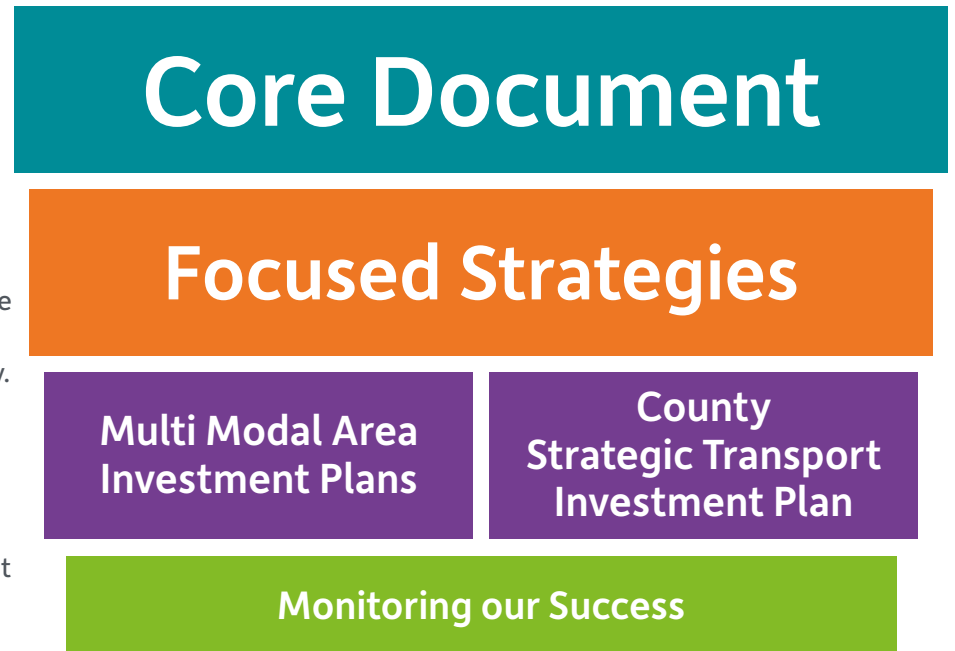 Core Document
Focused Strategies
e
y.
Multi Modal Area
Investment Plans
County
Strategic Transport
Investment Plan
t
Monitoring our Success